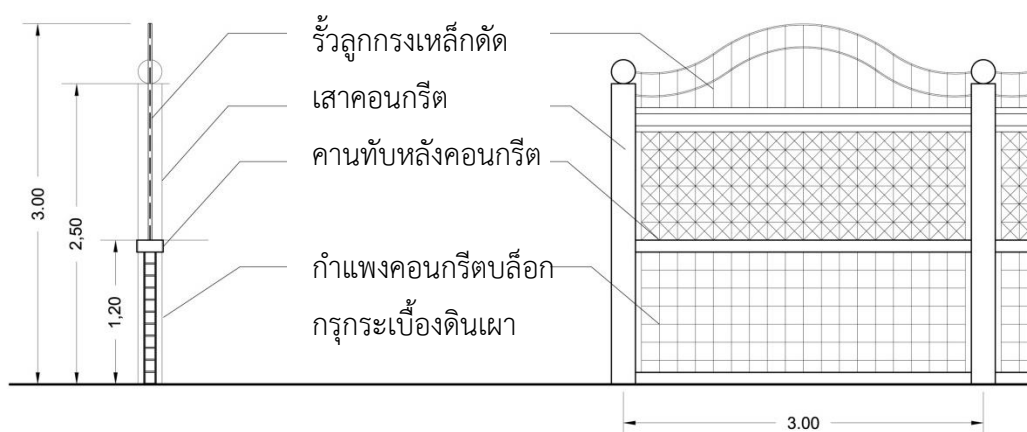 รั้วลูกกรงเหล็กดัด
เสาคอนกรีต
คานทับหลังคอนกรีต
กำแพงคอนกรีตบล็อก
กรุกระเบื้องดินเผา
3.00
2,50
1,20
3.00